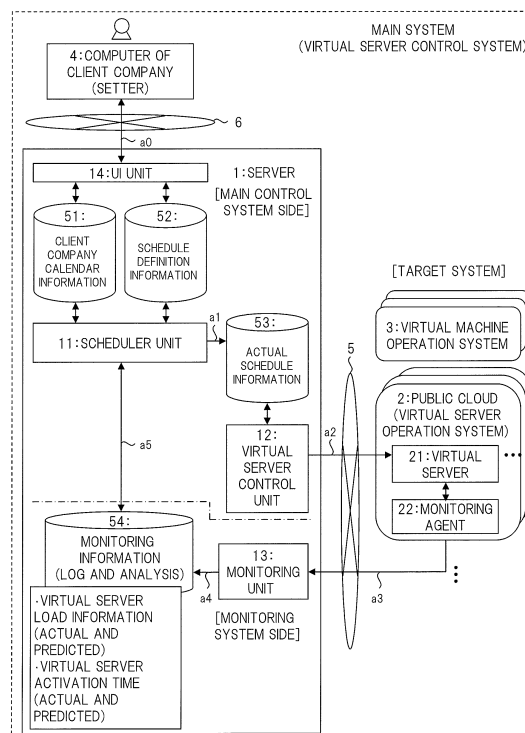 MAIN SYSTEM
(VIRTUAL SERVER CONTROL SYSTEM)
4:COMPUTER OF
CLIENT COMPANY
(SETTER)
6
a0
14:UI UNIT
1:SERVER
[MAIN CONTROL
SYSTEM SIDE]
51:
CLIENT
COMPANY
CALENDAR
INFORMATION
52:
SCHEDULE
DEFINITION
INFORMATION
11:SCHEDULER UNIT
a1
53:
ACTUAL
SCHEDULE
INFORMATION
5
[TARGET SYSTEM]
3:VIRTUAL MACHINE
OPERATION SYSTEM
2:PUBLIC CLOUD
(VIRTUAL SERVER
OPERATION SYSTEM)
a5
12:
VIRTUAL
SERVER
CONTROL
UNIT
a2
21:VIRTUAL
SERVER
•••
22:MONITORING
AGENT
54:
MONITORING
INFORMATION
(LOG AND ANALYSIS)
a4
13:
MONITORING
UNIT
a3
[MONITORING
SYSTEM SIDE]
·VIRTUAL SERVER
LOAD INFORMATION
(ACTUAL AND
PREDICTED)
·VIRTUAL SERVER
ACTIVATION TIME
(ACTUAL AND
PREDICTED)